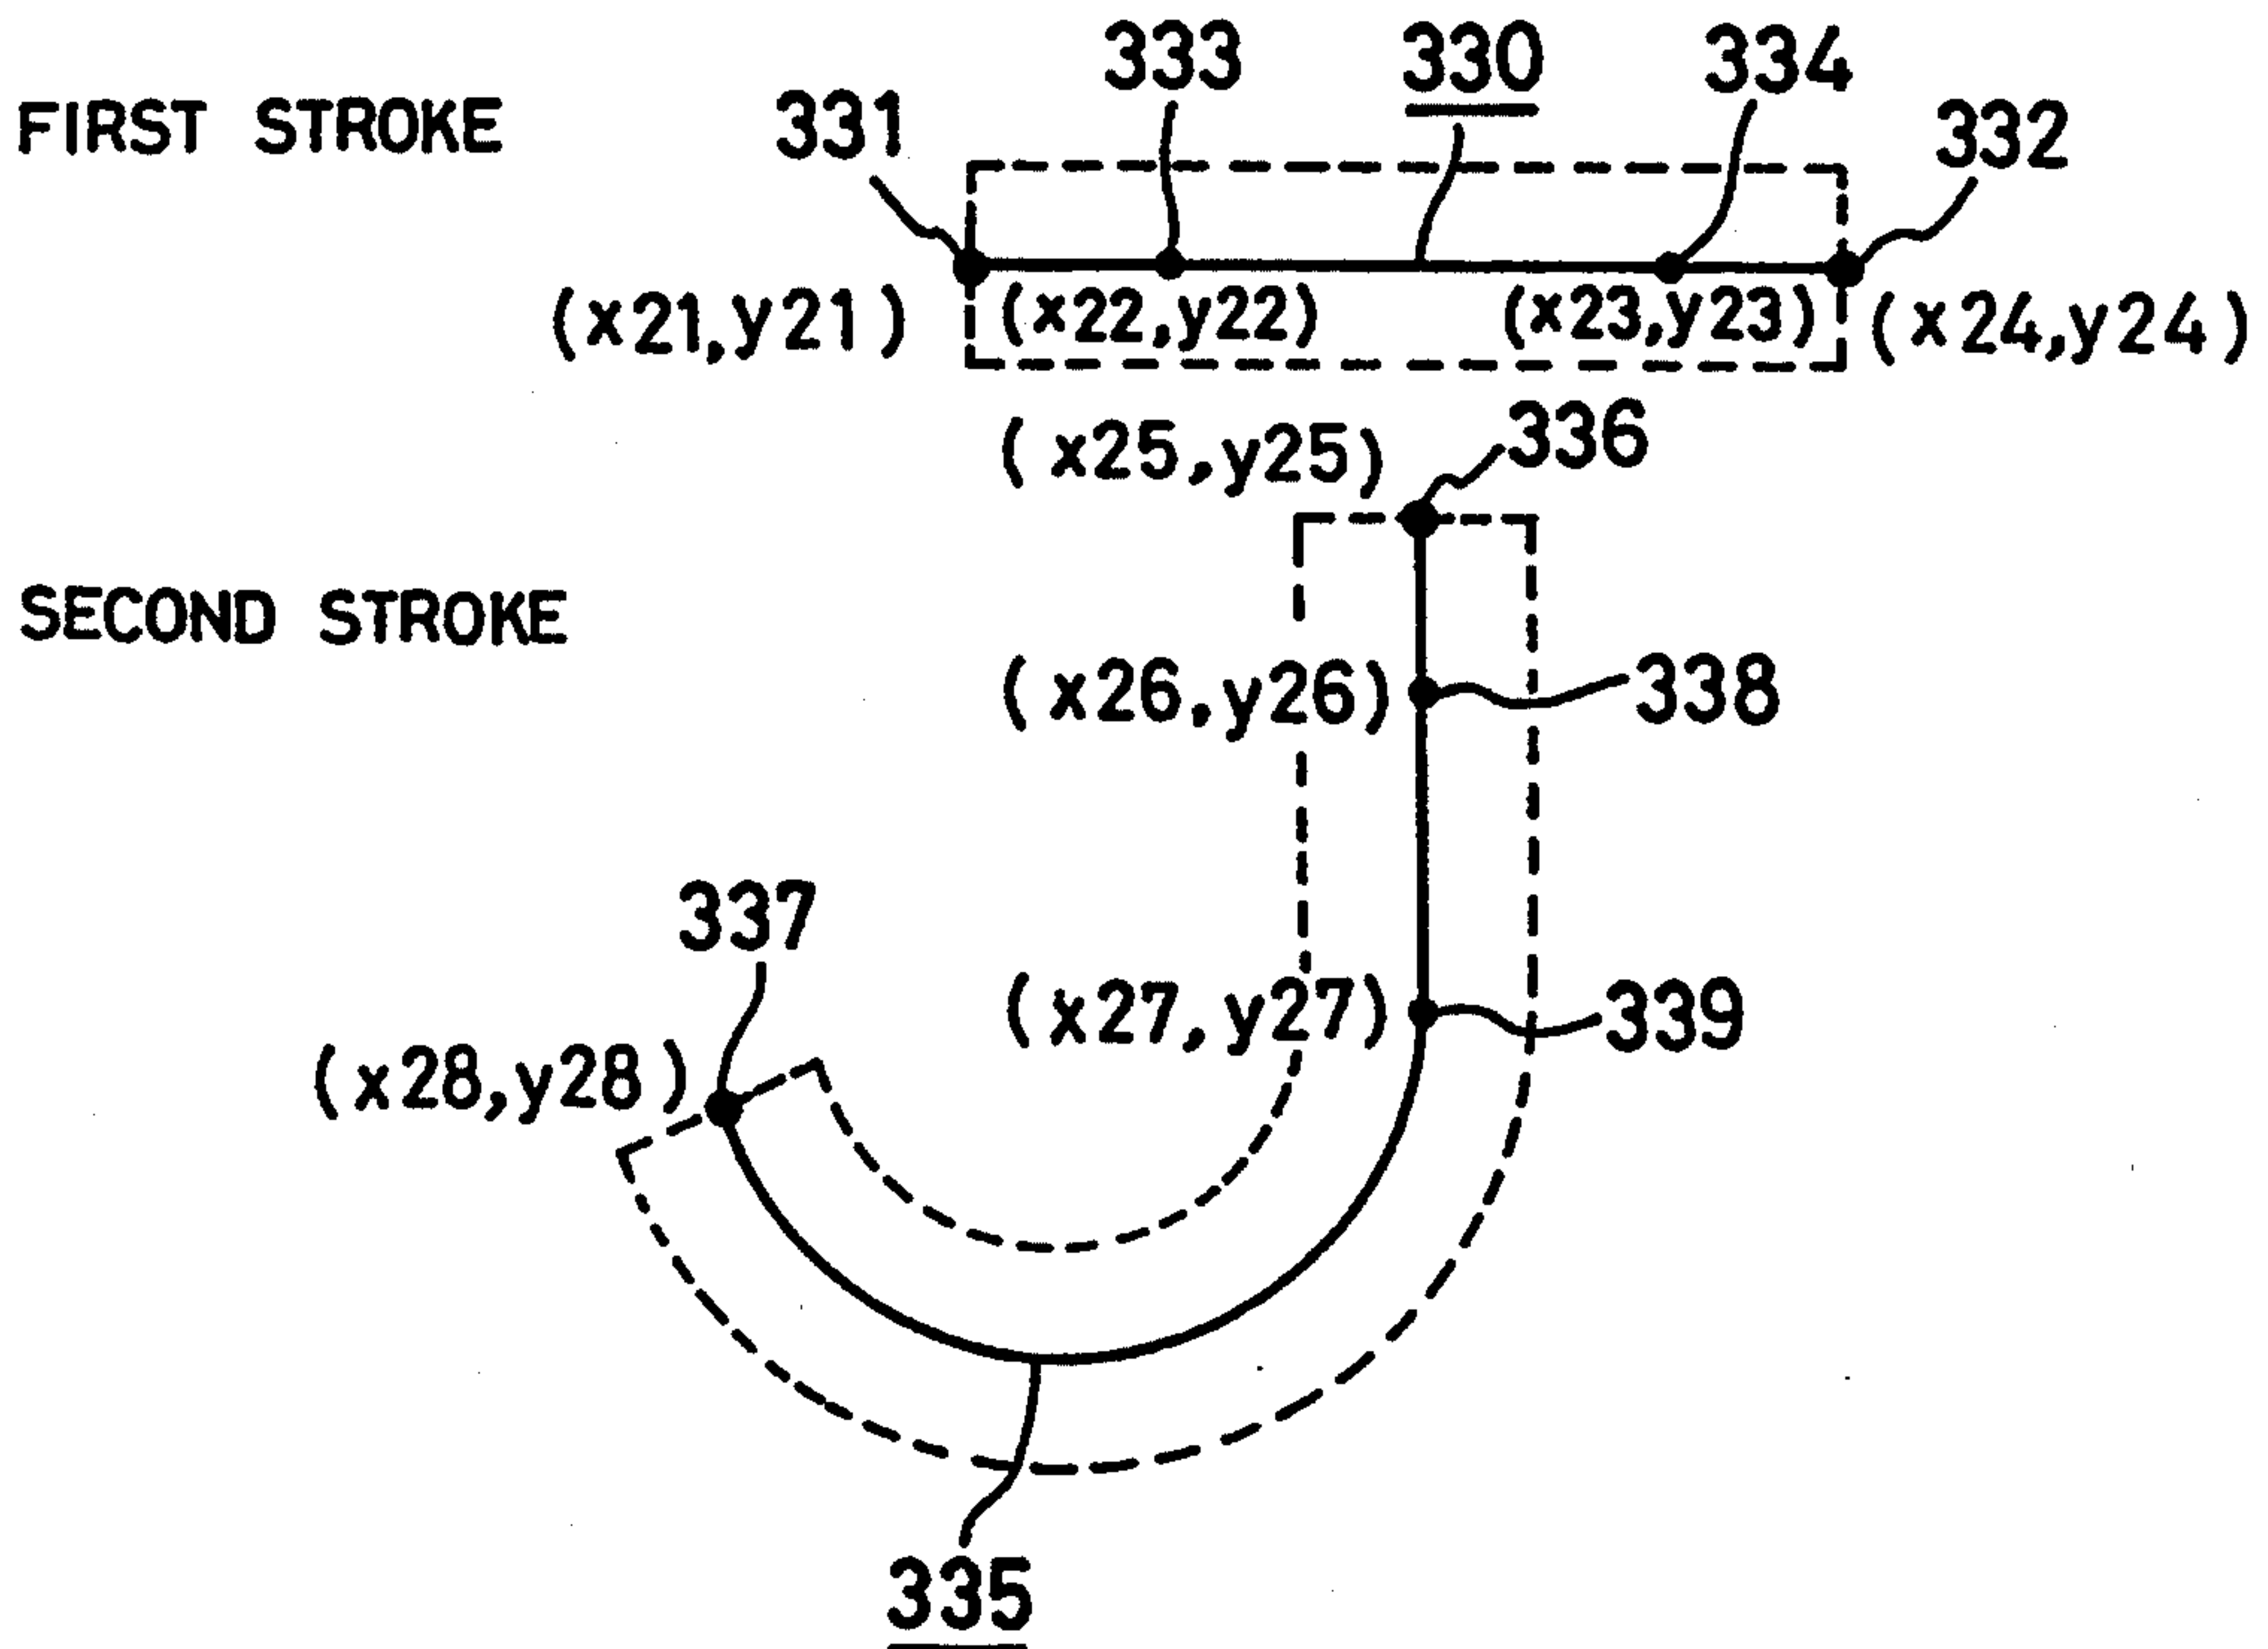 333 330 334
FIRST STROKE 331 332
(x21,y21) (x22,y22) (x23,y23) (x24,y24)
(x25,y25) 336
SECOND STROKE
(x26,y26) 338
337
(x27,y27) 339
(x28,y28)
335